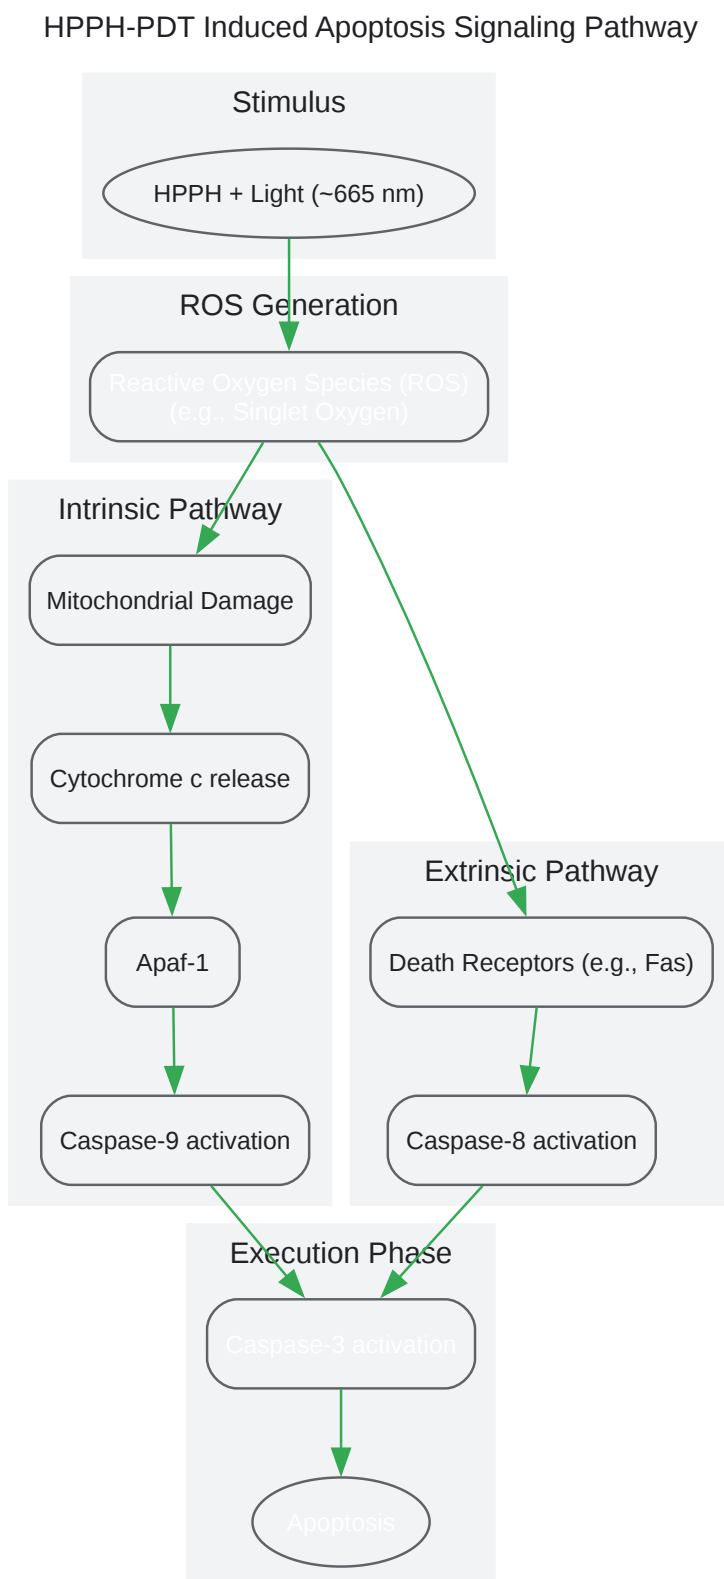 HPPH-PDT Induced Apoptosis Signaling Pathway
Stimulus
HPPH + Light (~665 nm)
ROS Generation
Reactive Oxygen Species (ROS)
(e.g., Singlet Oxygen)
Intrinsic Pathway
Mitochondrial Damage
Cytochrome c release
Apaf-1
Caspase-9 activation
Extrinsic Pathway
Death Receptors (e.g., Fas)
Caspase-8 activation
Execution Phase
Caspase-3 activation
Apoptosis